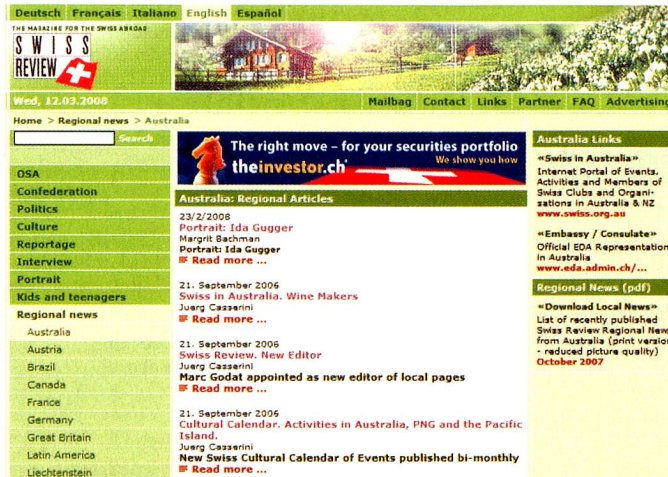 Deutsch Français Italiano English Español
THE MAGAZINE FOR THE SWISS ABROAD
SWISS
REVIEW
Wed, 12.03.2008
Mailbag Contact Links Partner FAQ Advertising
Home > Regional news > Australia
Search
OSA
Confederation
Politics
Culture
Reportage
Interview
Portrait
Kids and teenagers
Regional news
Australia
Austria
Brazil
Canada
France
Germany
Great Britain
Latin America
Liechtenstein
The right move – for your securities portfolio
theinvestor.ch
We show you how
Australia: Regional Articles
23/2/2008
Portrait: Ida Gugger
Margrit Bachman
Portrait: Ida Gugger
Read more ...
21. September 2006
Swiss in Australia. Wine Makers
Juerg Casserini
Read more ...
21. September 2006
Swiss Review. New Editor
Juerg Casserini
Marc Godat appointed as new editor of local pages
Read more ...
21. September 2006
Cultural Calendar. Activities in Australia, PNG and the Pacific
Island.
Juerg Casserini
New Swiss Cultural Calendar of Events published bi-monthly
Read more ...
Australia Links
«Swiss in Australia»
Internet Portal of Events,
Activities and Members of
Swiss Clubs and Organi-
sations in Australia & NZ
www.swiss.org.au
«Embassy / Consulate»
Official EDA Representation
in Australia
www.eda.admin.ch/...
Regional News (pdf)
«Download Local News»
List of recently published
Swiss Review Regional New
from Australia (print version
- reduced picture quality)
October 2007